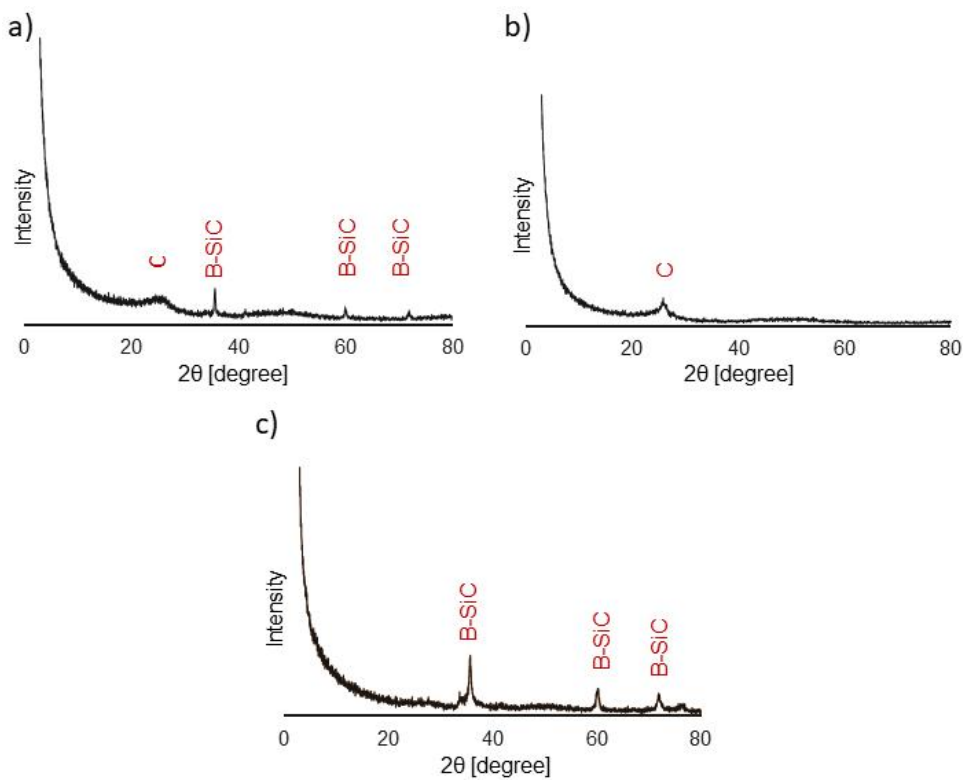 a)
Intensity
C
B-SiC
B-SiC
B-SiC
0 20 40 60 80
2θ [degree]
b)
Intensity
C
0 20 40 60 80
2θ [degree]
c)
Intensity
B-SiC
B-SiC
B-SiC
0 20 40 60 80
2θ [degree]